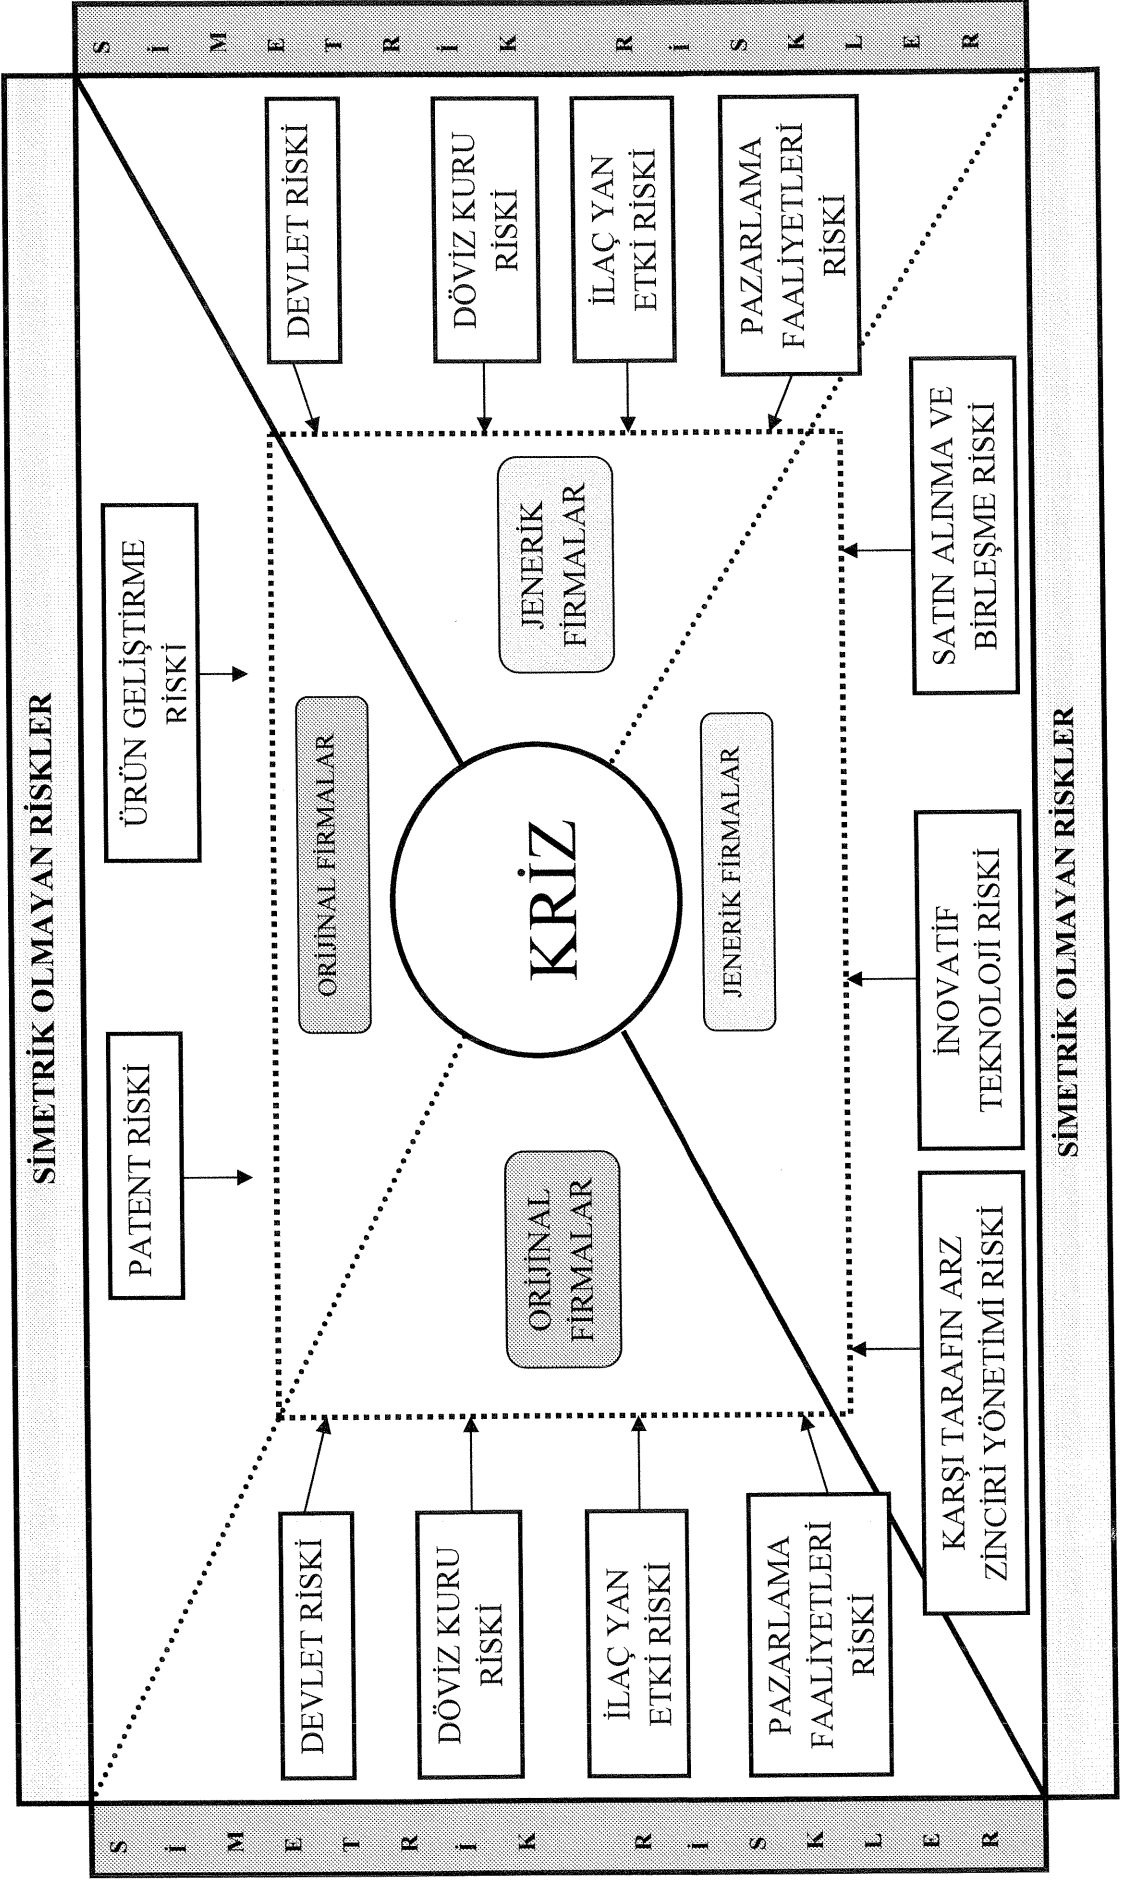 SİMETRİK OLMAYAN RİSKLER
S İ M E T R İ K R İ S K L E R
PATENT RİSKİ
ÜRÜN GELİŞTİRME
RİSKİ
DEVLET RİSKİ
DÖVİZ KURU
RİSKİ
İLAÇ YAN
ETKİ RİSKİ
PAZARLAMA
FAALİYETLERİ
RİSKİ
ORİJINAL FİRMALAR
ORİJINAL
FİRMALAR
KRİZ
JENERİK
FİRMALAR
JENERİK FİRMALAR
DEVLET RİSKİ
DÖVİZ KURU
RİSKİ
İLAÇ YAN
ETKİ RİSKİ
PAZARLAMA
FAALİYETLERİ
RİSKİ
S İ M E T R İ K R İ S K L E R
KARŞI TARAFIN ARZ
ZİNCİRİ YÖNETİMİ RİSKİ
İNOVATİF
TEKNOLOJİ RİSKİ
SATIN ALINMA VE
BİRLEŞME RİSKİ
SİMETRİK OLMAYAN RİSKLER